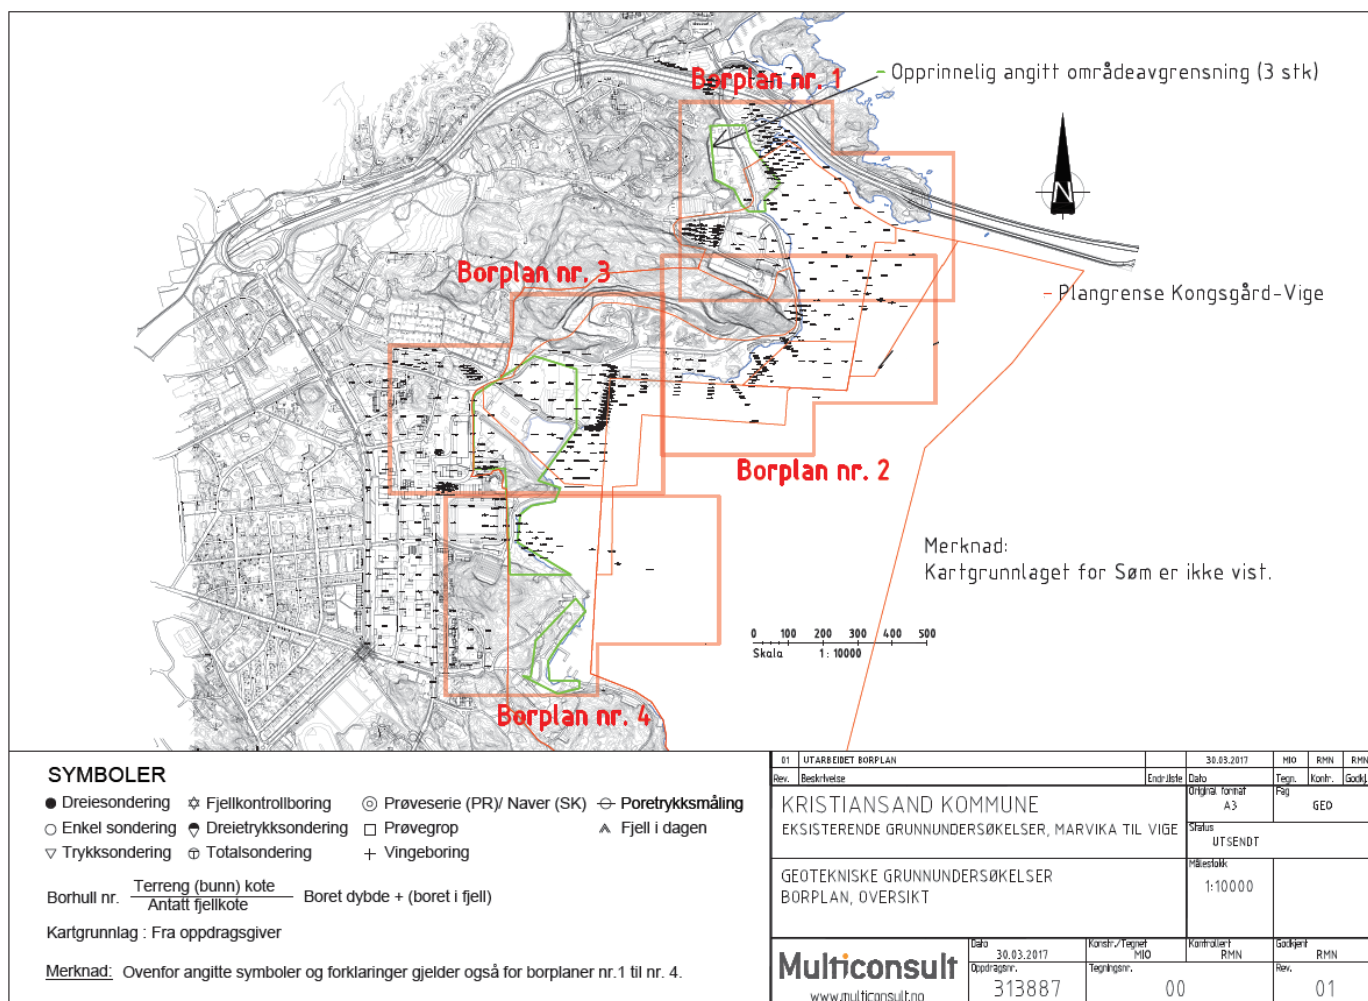 Borplan nr. 1
Opprinnelig angitt områdeavgrensning (3 stk)
N
Borplan nr. 3
Plangrense Kongsgård-Vige
Borplan nr. 2
Merknad:
Kartgrunnlaget for Søm er ikke vist.
0 100 200 300 400 500
Skala 1: 10000
Borplan nr. 4
SYMBOLER
Dreiesondering Fjellkontrollboring Prøveserie (PR)/ Naver (SK) Poretrykksmåling
Enkel sondering Dreietrykksondering Prøvegrop Fjell i dagen
Trykksondering Totalsondering Vingeboring
Borhull nr. Terreng (bunn) kote Boret dybde + (boret i fjell)
Antatt fjellkote
Kartgrunnlag : Fra oppdragsgiver
Merknad: Ovenfor angitte symboler og forklaringer gjelder også for borplaner nr.1 til nr. 4.
01 UTARBEIDET BORPLAN 30.03.2017 MIO RMN RMN
Rev. Beskrivelse Endr.liste Dato Tegn. Kontr. Godkj.
KRISTIANSAND KOMMUNE
EKSISTERENDE GRUNNUNDERSØKELSER, MARVIKA TIL VIGE
Original format
A3
Fag
GEO
Status
UTSENDT
GEOTEKNISKE GRUNNUNDERSØKELSER
BORPLAN, OVERSIKT
Målestokk
1:10000
Multiconsult
www.multiconsult.no
Dato
30.03.2017
Konstr./Tegnet
MIO
Kontrollert
RMN
Godkjent
RMN
Oppdragsnr.
313887
Tegningsnr.
00
Rev.
01